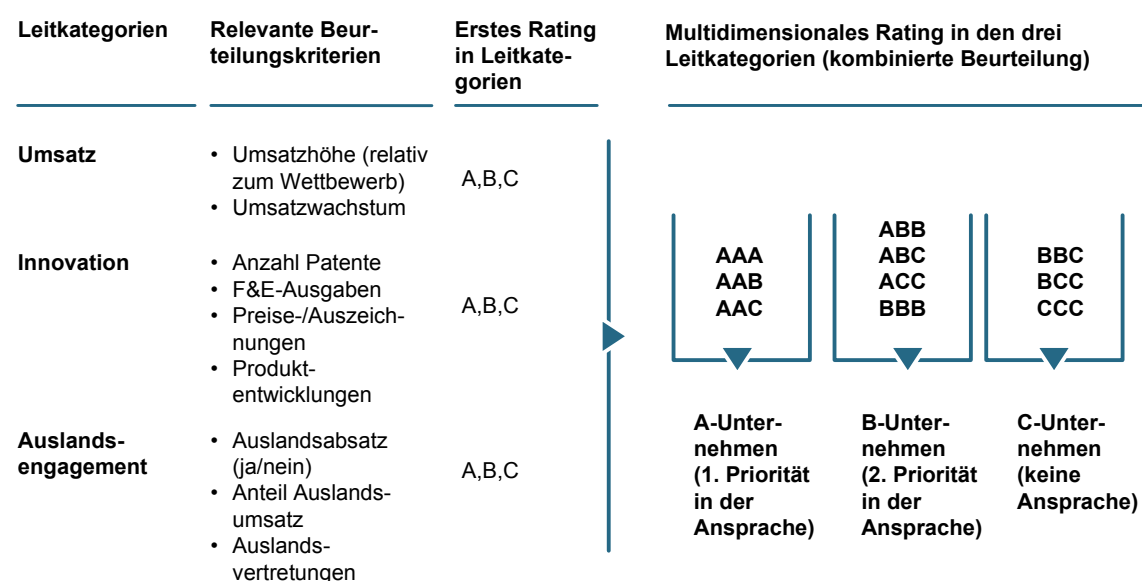 Leitkategorien
Relevante Beur-
teilungskriterien
Erstes Rating
in Leitkate-
gorien
Multidimensionales Rating in den drei
Leitkategorien (kombinierte Beurteilung)
Umsatz
• Umsatzhöhe (relativ
zum Wettbewerb)
• Umsatzwachstum
A,B,C
Innovation
• Anzahl Patente
• F&E-Ausgaben
• Preise-/Auszeich-
nungen
• Produkt-
entwicklungen
A,B,C
Auslands-
engagement
• Auslandsabsatz
(ja/nein)
• Anteil Auslands-
umsatz
• Auslands-
vertretungen
A,B,C
AAA
AAB
AAC
ABB
ABC
ACC
BBB
BBC
BCC
CCC
A-Unter-
nehmen
(1. Priorität
in der
Ansprache)
B-Unter-
nehmen
(2. Priorität
in der
Ansprache)
C-Unter-
nehmen
(keine
Ansprache)